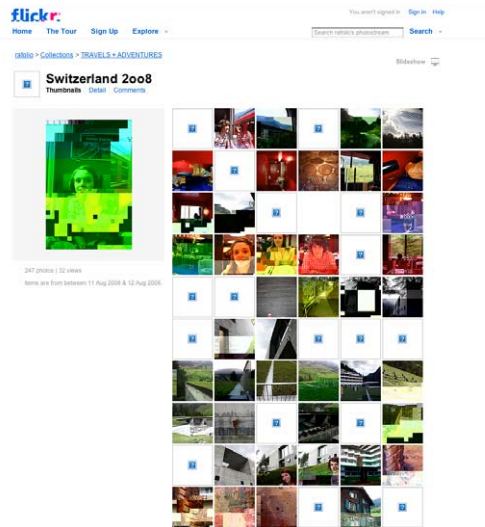 flickr
You aren't signed in Sign In Help
Home The Tour Sign Up Explore
Search
rafolio > Collections > TRAVELS + ADVENTURES
Slideshow
Switzerland 2oo8
Thumbnails Detail Comments
247 photos | 32 views
items are from between 11 Aug 2008 & 12 Aug 2008.